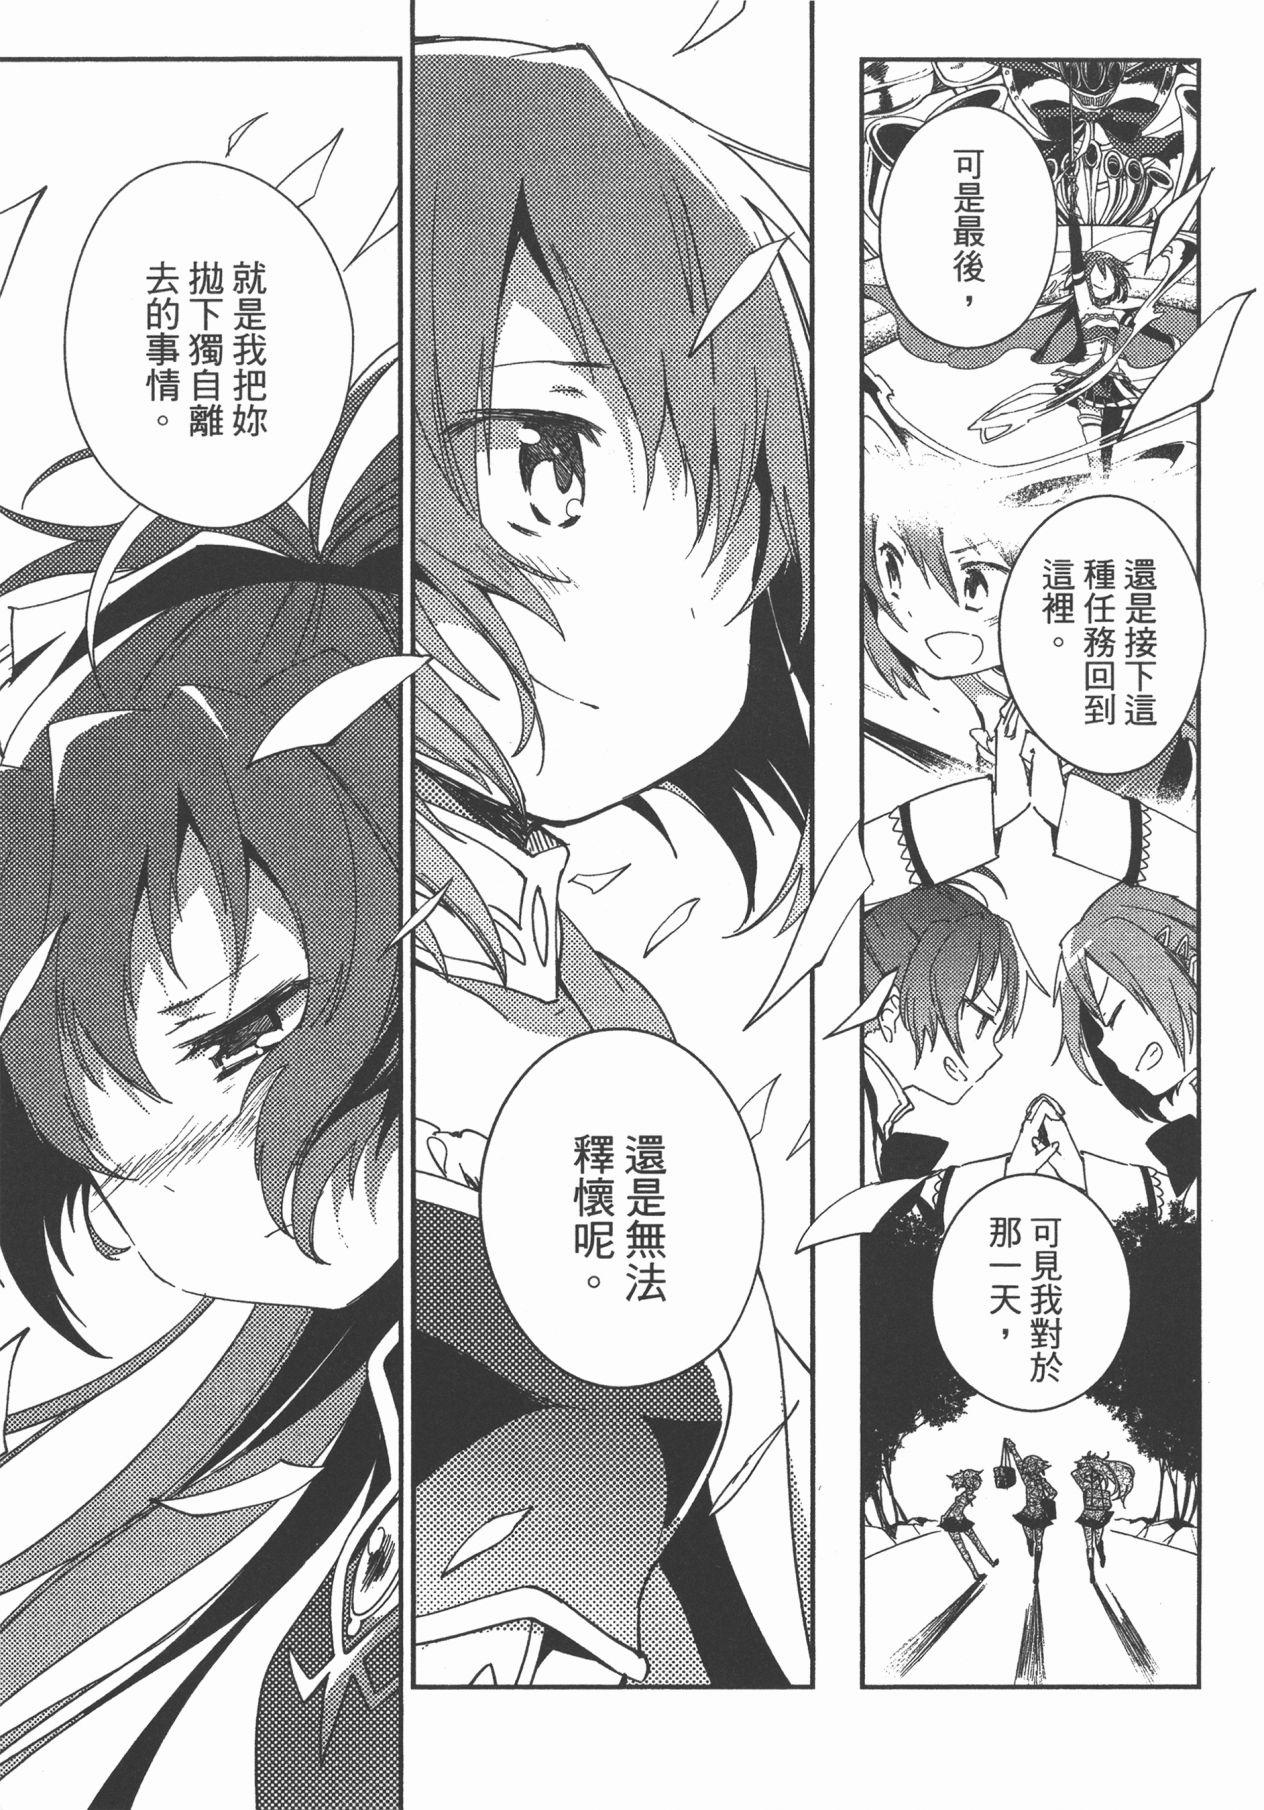 可是最後，
還是接下這
種任務回到
這裡。
可見我對於
那一天，
還是無法
釋懷呢。
就是我把妳
拋下獨自離
去的事情。